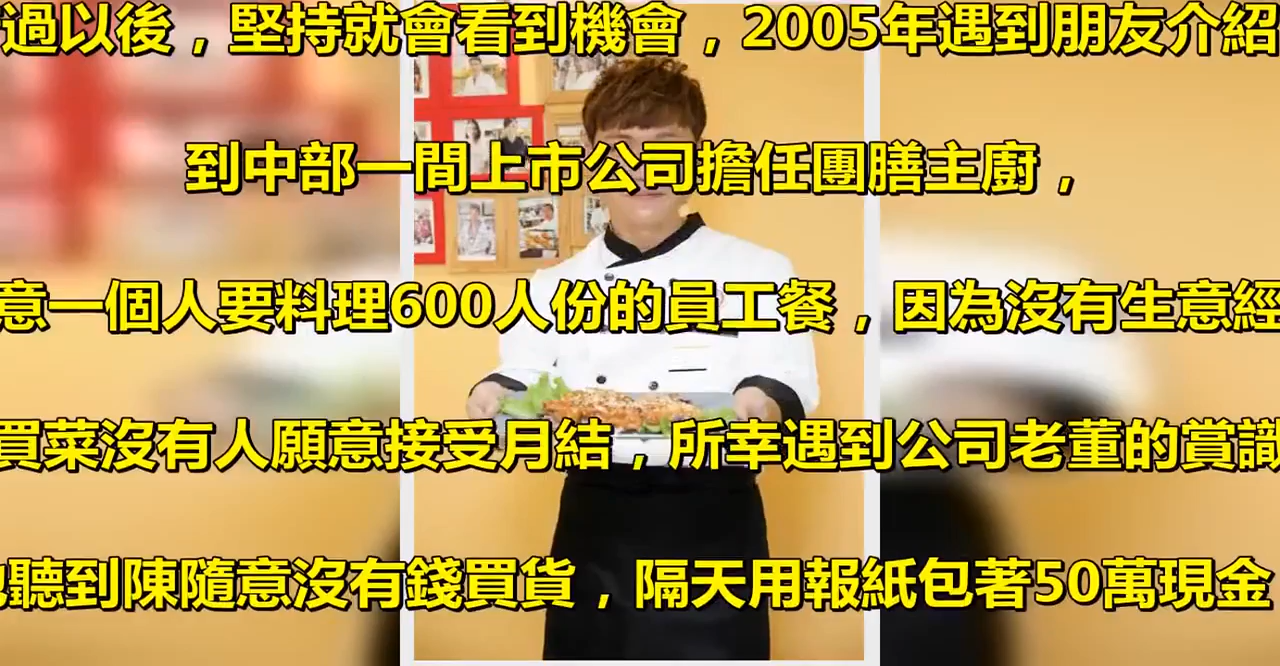 過以後，堅持就會看到機會，2005年遇到朋友介紹
到中部一間上市公司擔任團膳主廚，
意一個人要料理600人份的員工餐，因為沒有生意經
買菜沒有人願意接受月結，所幸遇到公司老董的賞識
聽到陳隨意沒有錢買貨，隔天用報紙包著50萬現金